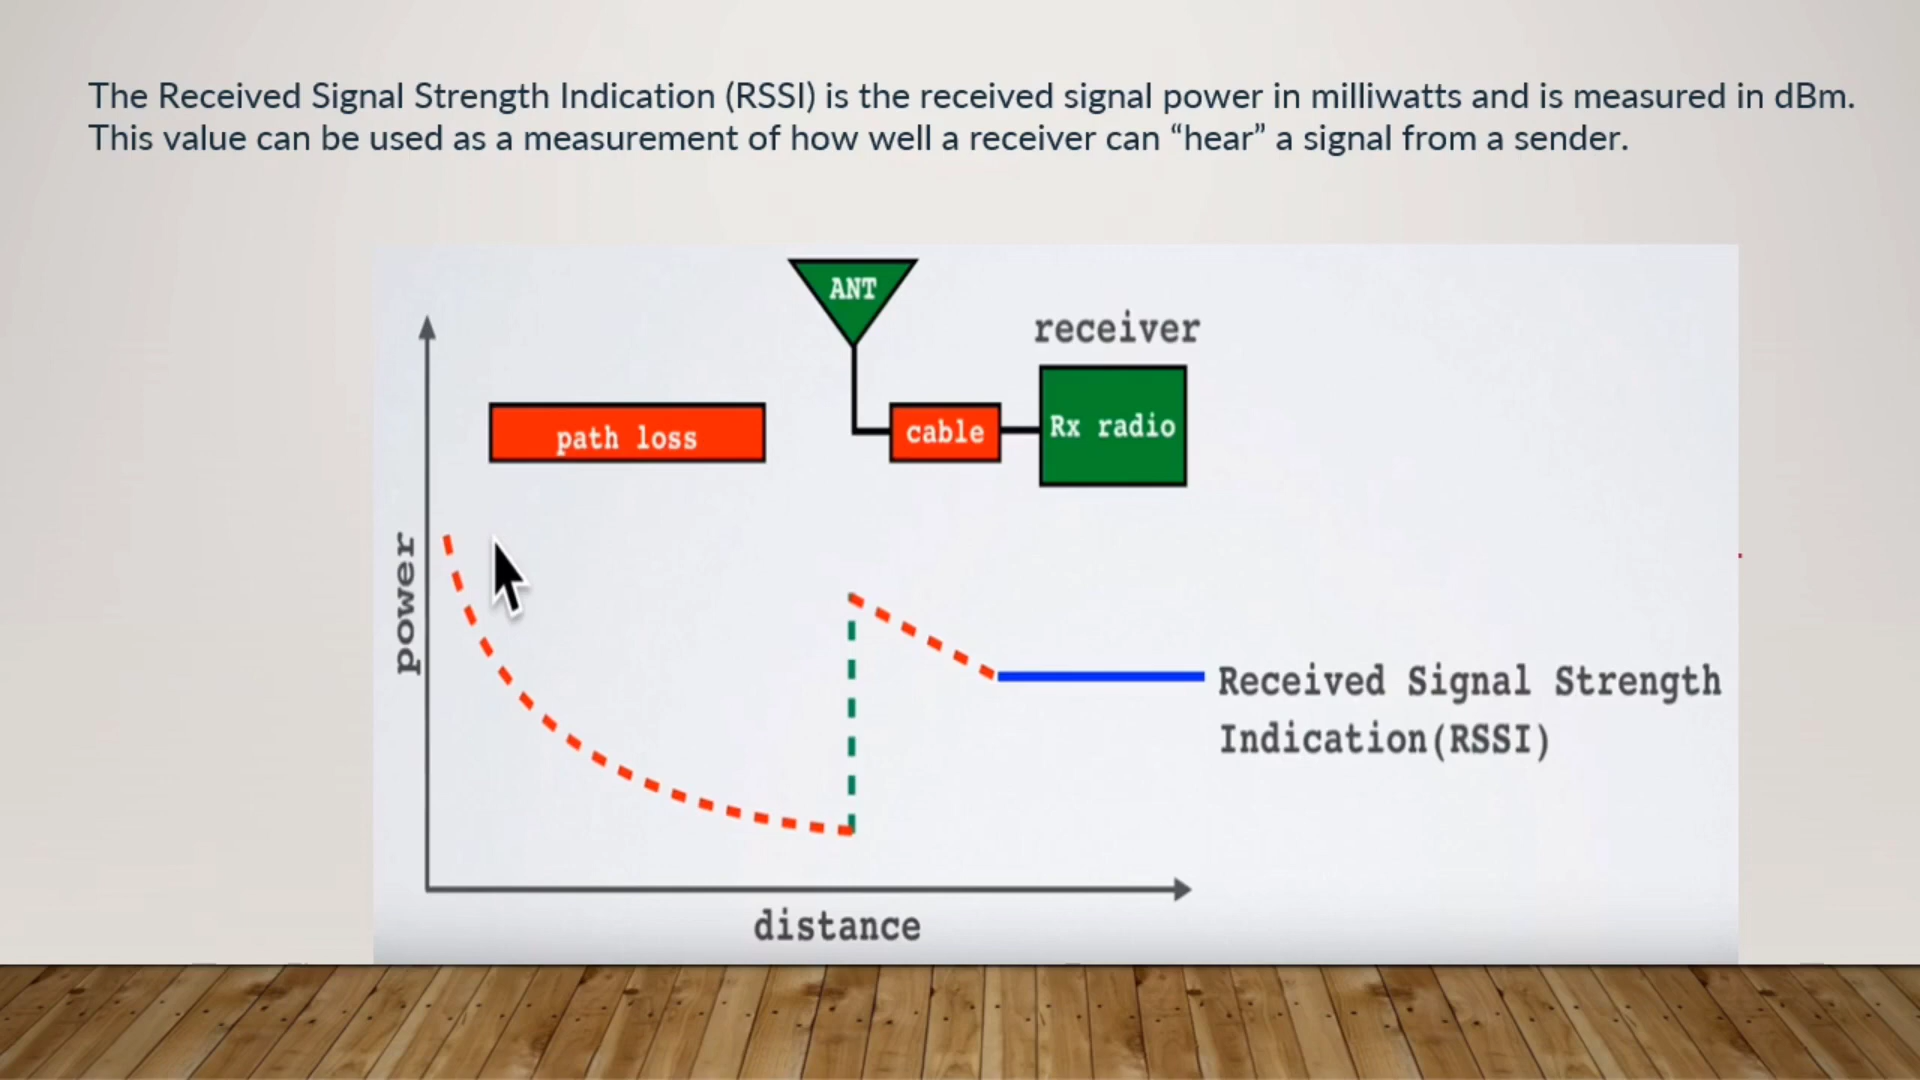 The Received Signal Strength Indication (RSSI) is the received signal power in milliwatts and is measured in dBm.
This value can be used as a measurement of how well a receiver can “hear” a signal from a sender.
ANT
receiver
path loss
cable
Rx radio
power
Received Signal Strength
Indication(RSSI)
distance